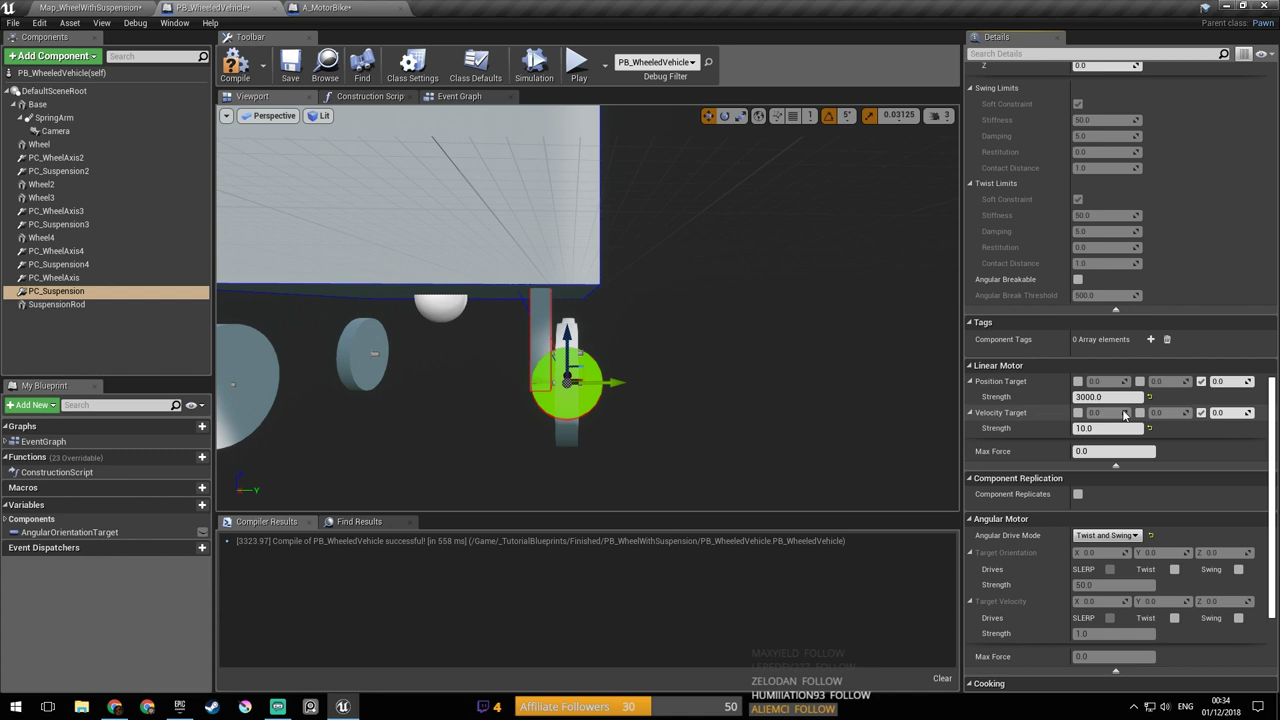 Map_WheelWithSuspension*
PB_WheeledVehicle*
A_MotorBike*
File Edit Asset View Debug Window Help
Parent class: Pawn
Components
+Add Component
Search
PB_WheeledVehicle(self)
DefaultSceneRoot
Base
SpringArm
Camera
Wheel
PC_WheelAxis2
PC_Suspension2
Wheel2
Wheel3
PC_WheelAxis3
PC_Suspension3
Wheel4
PC_WheelAxis4
PC_Suspension4
PC_WheelAxis
PC_Suspension
SuspensionRod
My Blueprint
+Add New
Search
Graphs
EventGraph
Functions (23 Overridable)
ConstructionScript
Macros
Variables
Components
AngularOrientationTarget
Event Dispatchers
Toolbar
Compile
Save
Browse
Find
Class Settings
Class Defaults
Simulation
Play
PB_WheeledVehicle
Debug Filter
Viewport
Construction Scrip
Event Graph
Perspective
Lit
1
5°
0.03125
3
Y
Compiler Results
Find Results
[3323.97] Compile of PB_WheeledVehicle successful! [in 558 ms] (/Game/_TutorialBlueprints/Finished/PB_WheelWithSuspension/PB_WheeledVehicle.PB_WheeledVehicle)
Clear
Details
Search Details
Z 0.0
Swing Limits
Soft Constraint
Stiffness 50.0
Damping 5.0
Restitution 0.0
Contact Distance 1.0
Twist Limits
Soft Constraint
Stiffness 50.0
Damping 5.0
Restitution 0.0
Contact Distance 1.0
Angular Breakable
Angular Break Threshold 500.0
Tags
Component Tags 0 Array elements
Linear Motor
Position Target 0.0 0.0 0.0
Strength 3000.0
Velocity Target 0.0 0.0 0.0
Strength 10.0
Max Force 0.0
Component Replication
Component Replicates
Angular Motor
Angular Drive Mode Twist and Swing
Target Orientation X 0.0 Y 0.0 Z 0.0
Drives SLERP Twist Swing
Strength 50.0
Target Velocity X 0.0 Y 0.0 Z 0.0
Drives SLERP Twist Swing
Strength 1.0
Max Force 0.0
Cooking
MAXYIELD FOLLOW
ZELODAN FOLLOW
HUMIIIATION93 FOLLOW
ALIEMCI FOLLOW
4
Affiliate Followers 30 50
ENG
00:34
01/12/2018